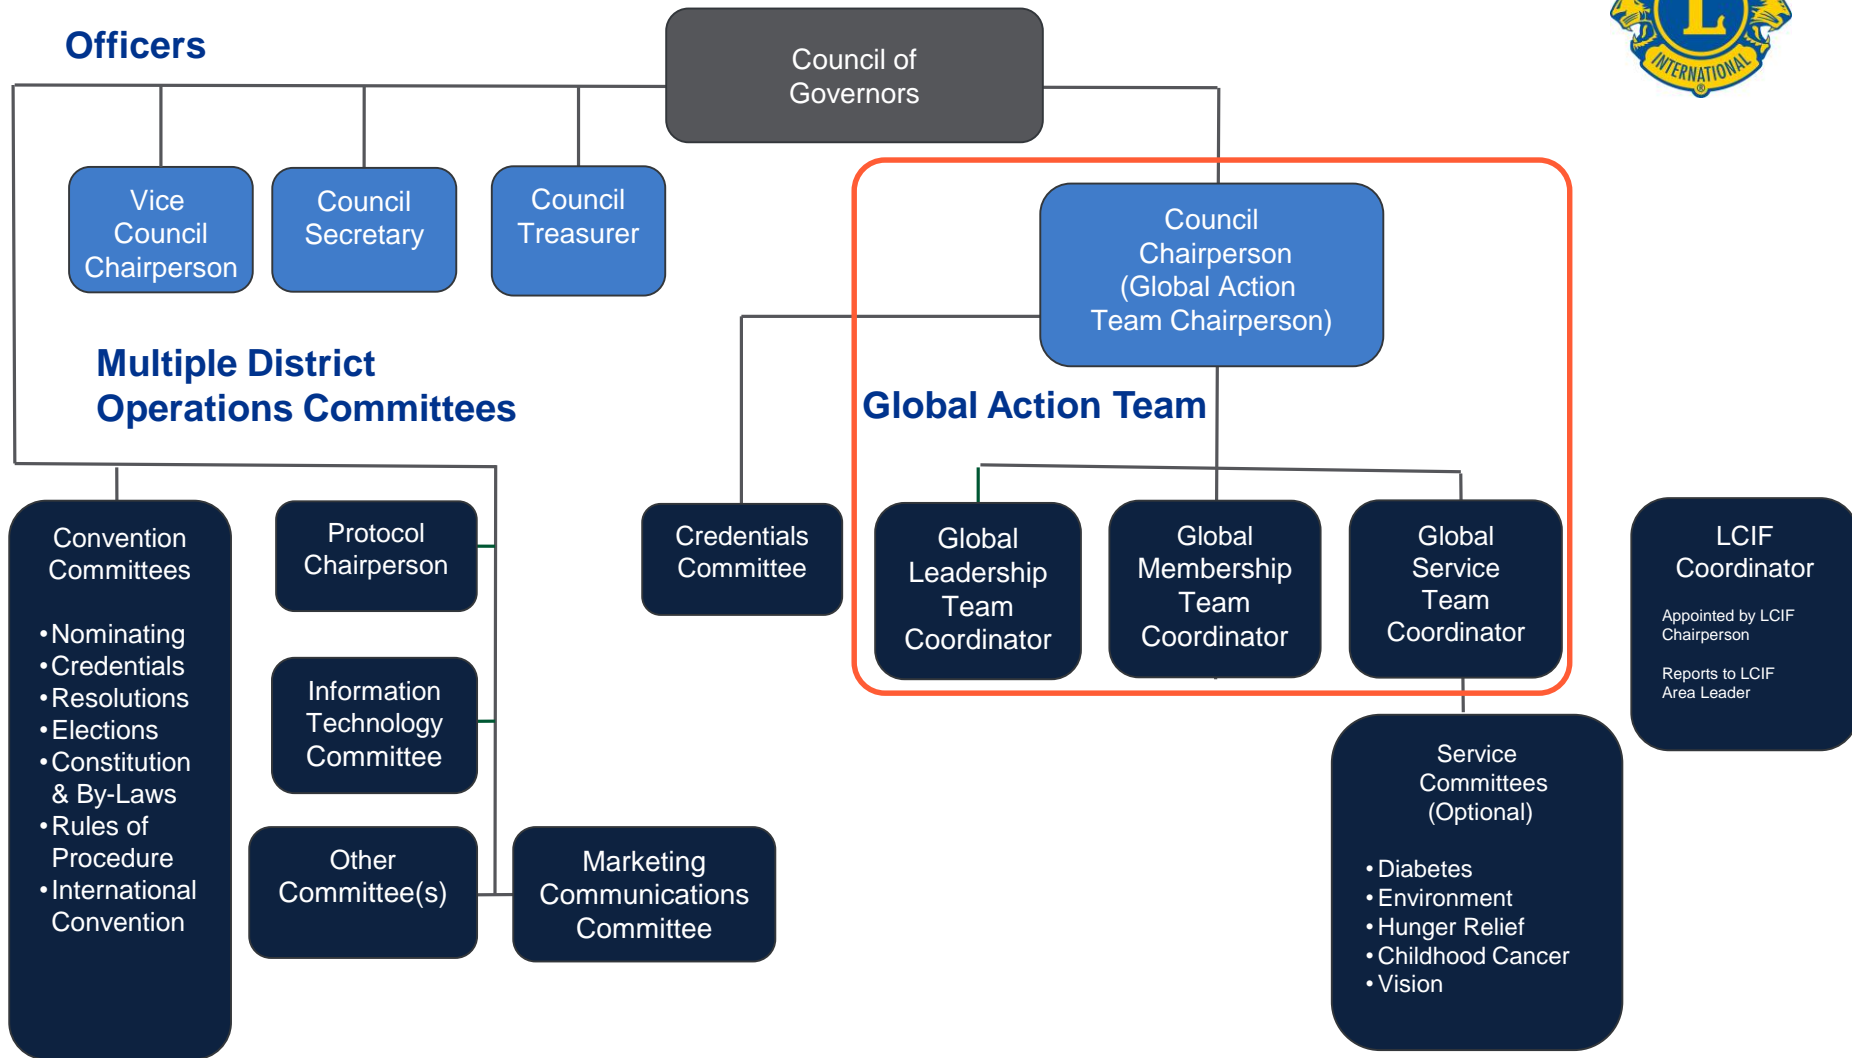 Officers
Council of
Governors
L
INTERNATIONAL
®
Vice
Council
Chairperson
Council
Secretary
Council
Treasurer
Council
Chairperson
(Global Action
Team Chairperson)
Multiple District
Operations Committees
Global Action Team
Convention
Committees
•Nominating
•Credentials
•Resolutions
•Elections
•Constitution
& By-Laws
•Rules of
Procedure
•International
Convention
Protocol
Chairperson
Information
Technology
Committee
Other
Committee(s)
Marketing
Communications
Committee
Credentials
Committee
Global
Leadership
Team
Coordinator
Global
Membership
Team
Coordinator
Global
Service
Team
Coordinator
LCIF
Coordinator
Appointed by LCIF
Chairperson
Reports to LCIF
Area Leader
Service
Committees
(Optional)
• Diabetes
• Environment
• Hunger Relief
• Childhood Cancer
• Vision